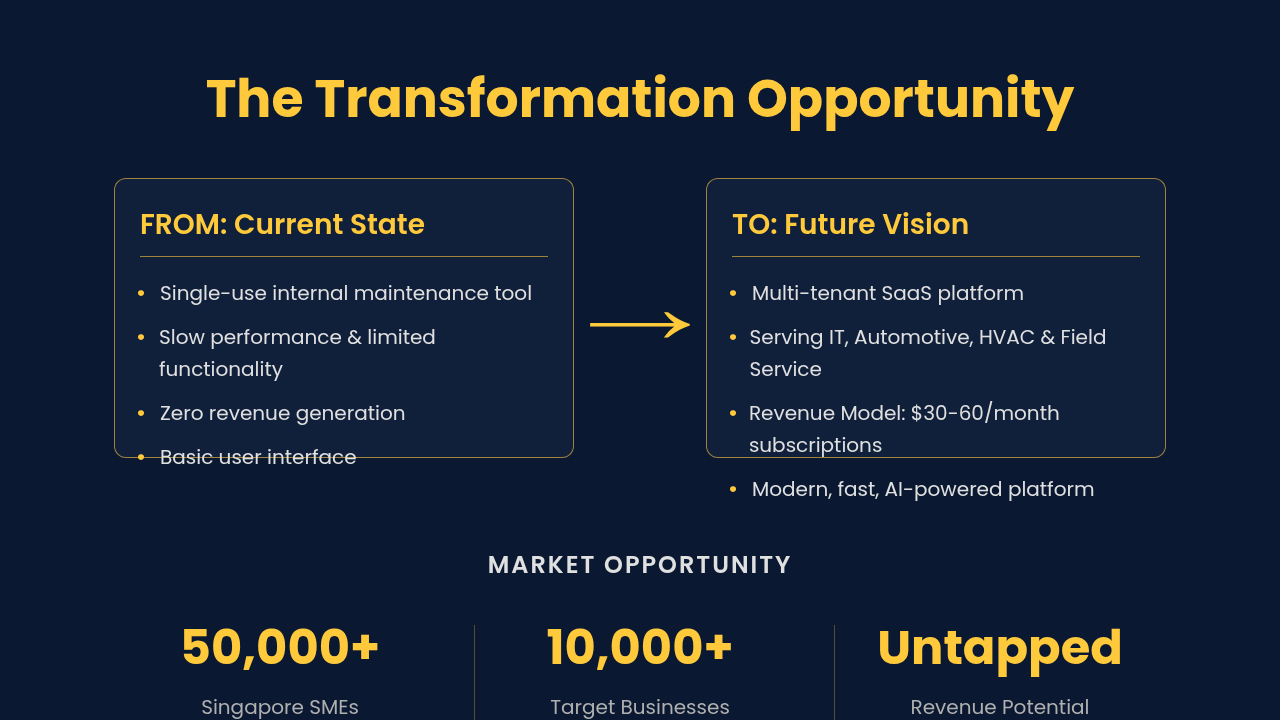 The Transformation Opportunity
FROM: Current State
• Single-use internal maintenance tool
• Slow performance & limited
functionality
• Zero revenue generation
• Basic user interface
TO: Future Vision
• Multi-tenant SaaS platform
• Serving IT, Automotive, HVAC & Field
Service
• Revenue Model: $30-60/month
subscriptions
• Modern, fast, AI-powered platform
MARKET OPPORTUNITY
50,000+
Singapore SMEs
10,000+
Target Businesses
Untapped
Revenue Potential